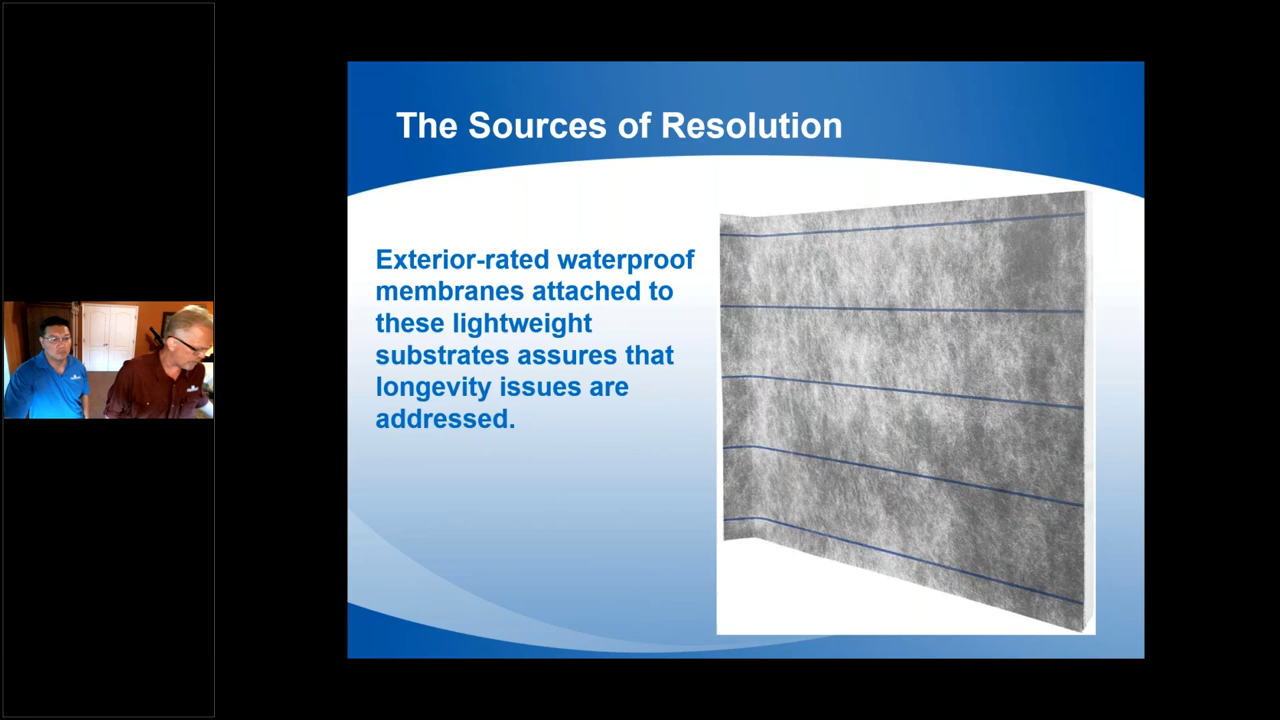 The Sources of Resolution
Exterior-rated waterproof
membranes attached to
these lightweight
substrates assures that
longevity issues are
addressed.